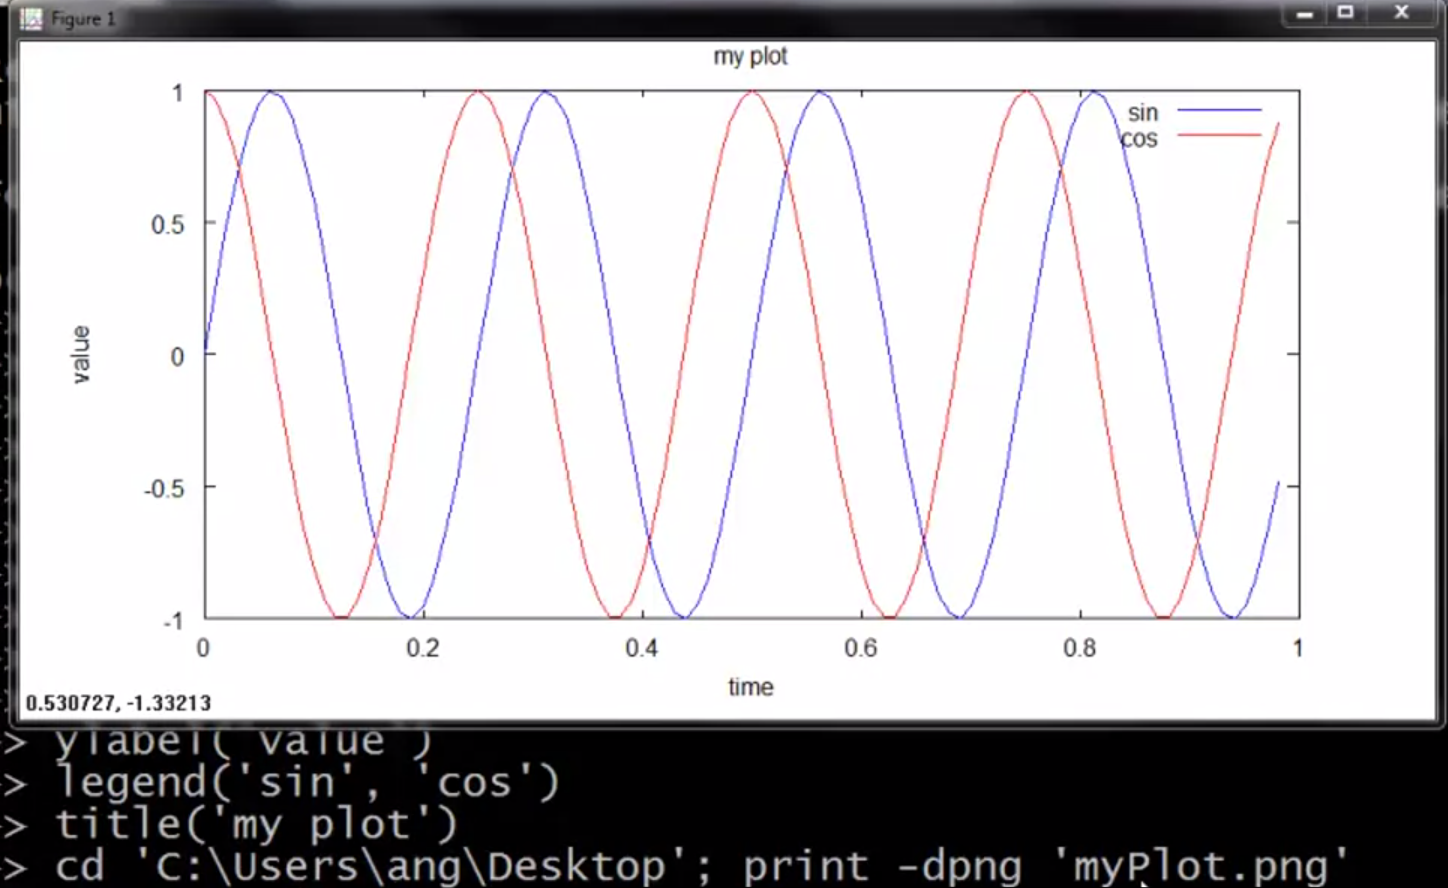 Figure 1
my plot
1
sin
cos
0.5
0
-0.5
-1
value
0 0.2 0.4 0.6 0.8 1
time
0.530727, -1.33213
> ylabel('value')
> legend('sin', 'cos')
> title('my plot')
> cd 'C:\Users\ang\Desktop'; print -dpng 'myPlot.png'